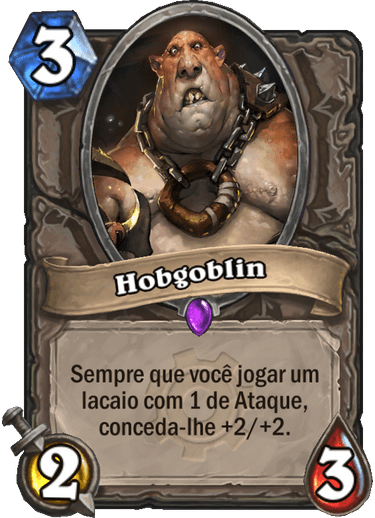 3
Hobgoblin
Sempre que você jogar um
lacaio com 1 de Ataque,
conceda-lhe +2/+2.
2
3